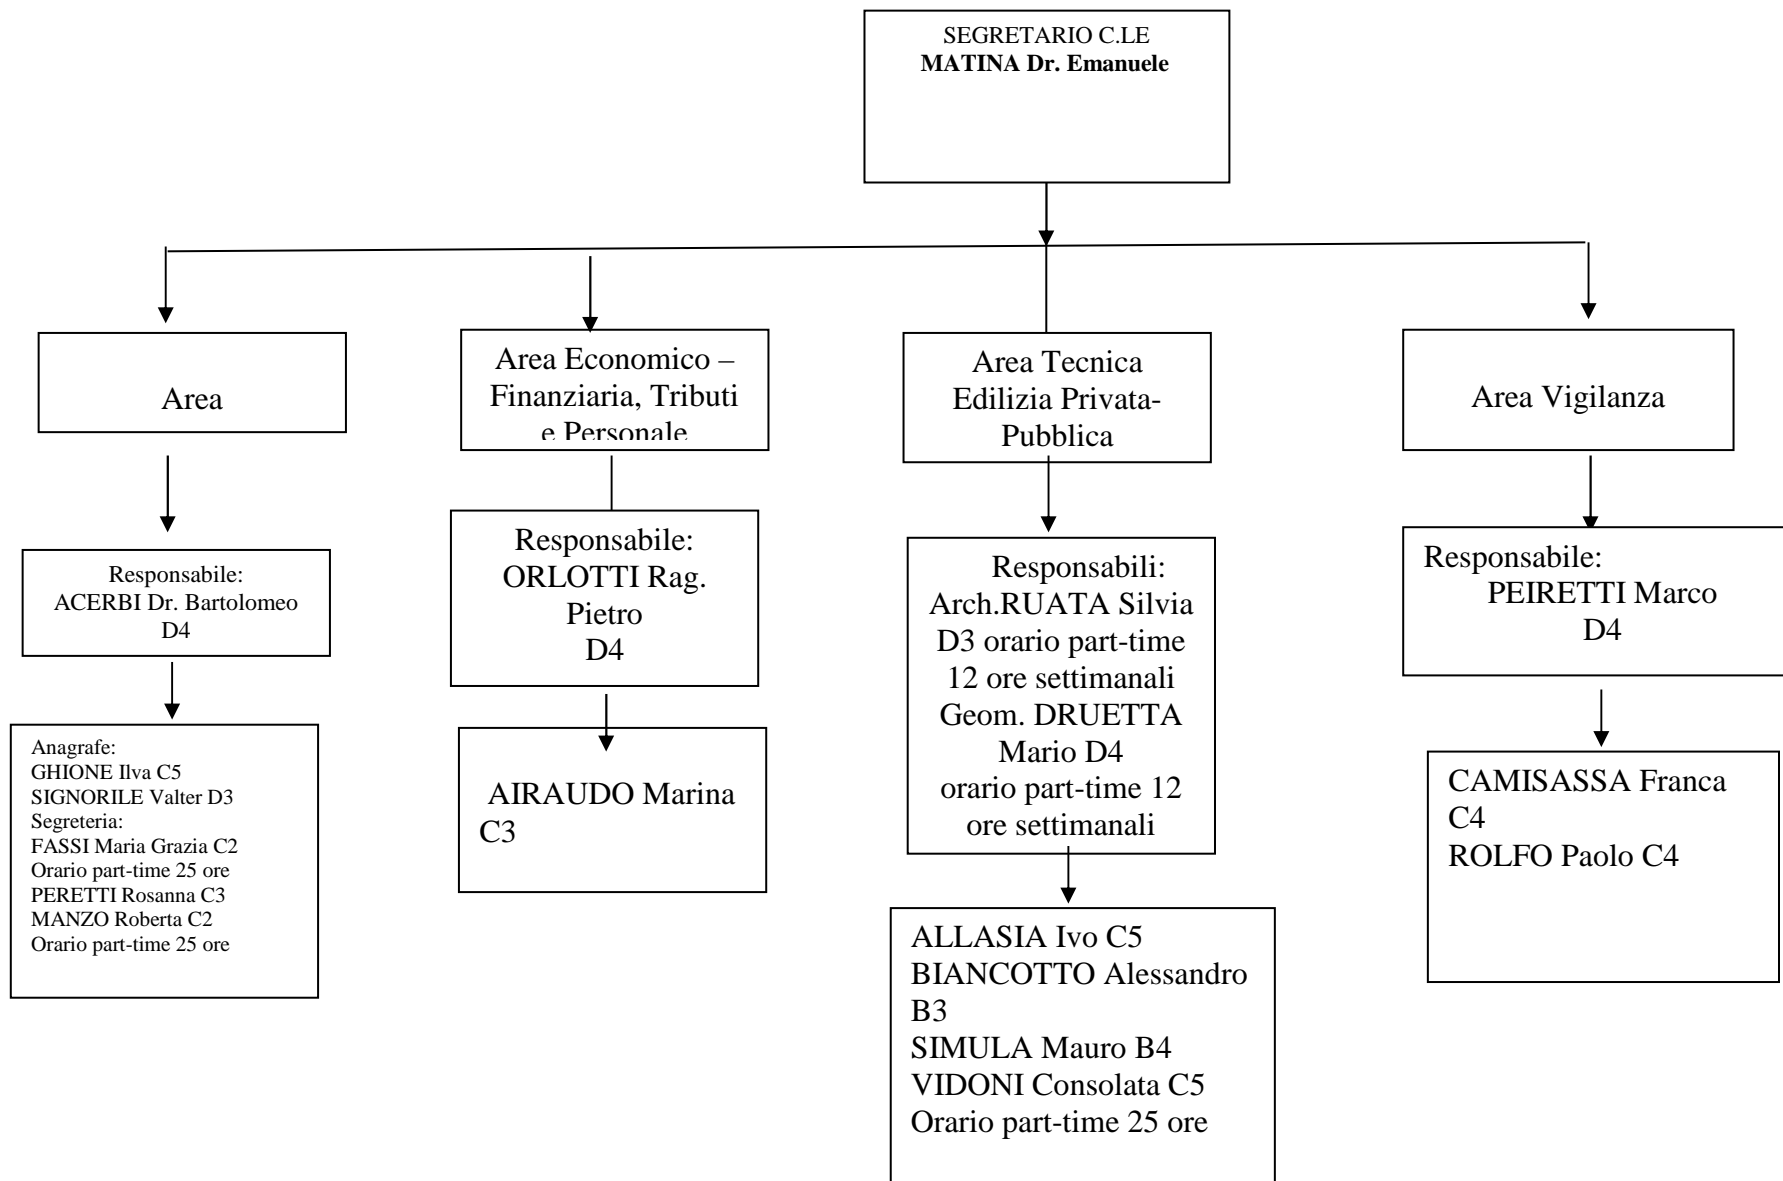 SEGRETARIO C.LE
MATINA Dr. Emanuele
Area
Area Economico –
Finanziaria, Tributi
e Personale
Area Tecnica
Edilizia Privata-
Pubblica
Area Vigilanza
Responsabile:
ACERBI Dr. Bartolomeo
D4
Responsabile:
ORLOTTI Rag.
Pietro
D4
Responsabili:
Arch.RUATA Silvia
D3 orario part-time
12 ore settimanali
Geom. DRUETTA
Mario D4
orario part-time 12
ore settimanali
Responsabile:
PEIRETTI Marco
D4
Anagrafe:
GHIONE Ilva C5
SIGNORILE Valter D3
Segreteria:
FASSI Maria Grazia C2
Orario part-time 25 ore
PERETTI Rosanna C3
MANZO Roberta C2
Orario part-time 25 ore
AIRAUDO Marina
C3
ALLASIA Ivo C5
BIANCOTTO Alessandro
B3
SIMULA Mauro B4
VIDONI Consolata C5
Orario part-time 25 ore
CAMISASSA Franca
C4
ROLFO Paolo C4